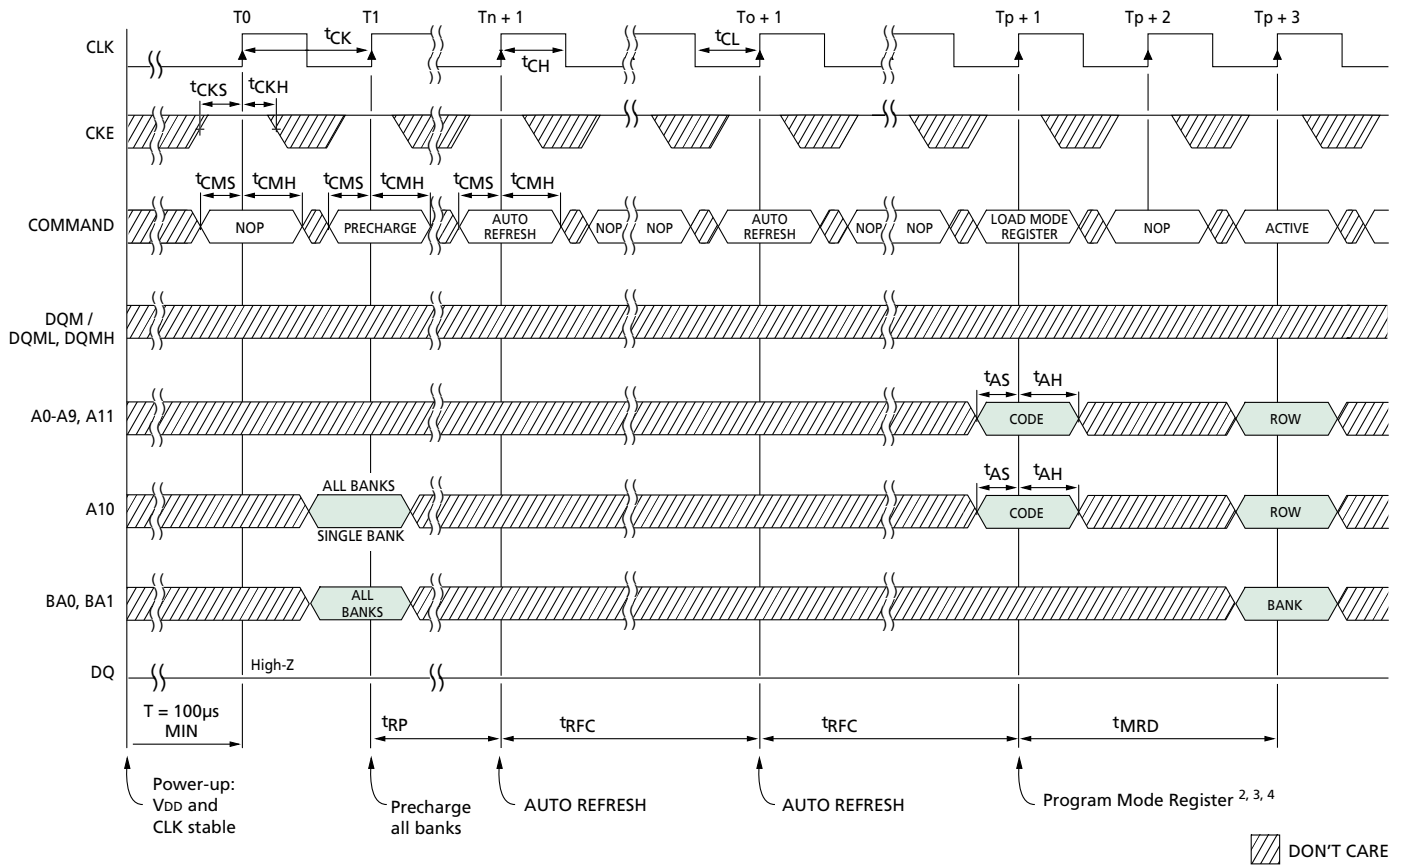 T0 T1 Tn + 1 To + 1 Tp + 1 Tp + 2 Tp + 3
CLK
tCK
tCH
tCL
tCKS tCKH
CKE
tCMS tCMH tCMS tCMH tCMS tCMH
COMMAND
NOP
PRECHARGE
AUTO
REFRESH
NOP
NOP
AUTO
REFRESH
NOP
NOP
LOAD MODE
REGISTER
NOP
ACTIVE
DQM /
DQML, DQMH
tAS tAH
A0-A9, A11
CODE
ROW
tAS tAH
ALL BANKS
A10
CODE
ROW
SINGLE BANK
BA0, BA1
ALL
BANKS
BANK
DQ
High-Z
T = 100µs
MIN
tRP
tRFC
tRFC
tMRD
Power-up:
VDD and
CLK stable
Precharge
all banks
AUTO REFRESH
AUTO REFRESH
Program Mode Register 2, 3, 4
DON'T CARE